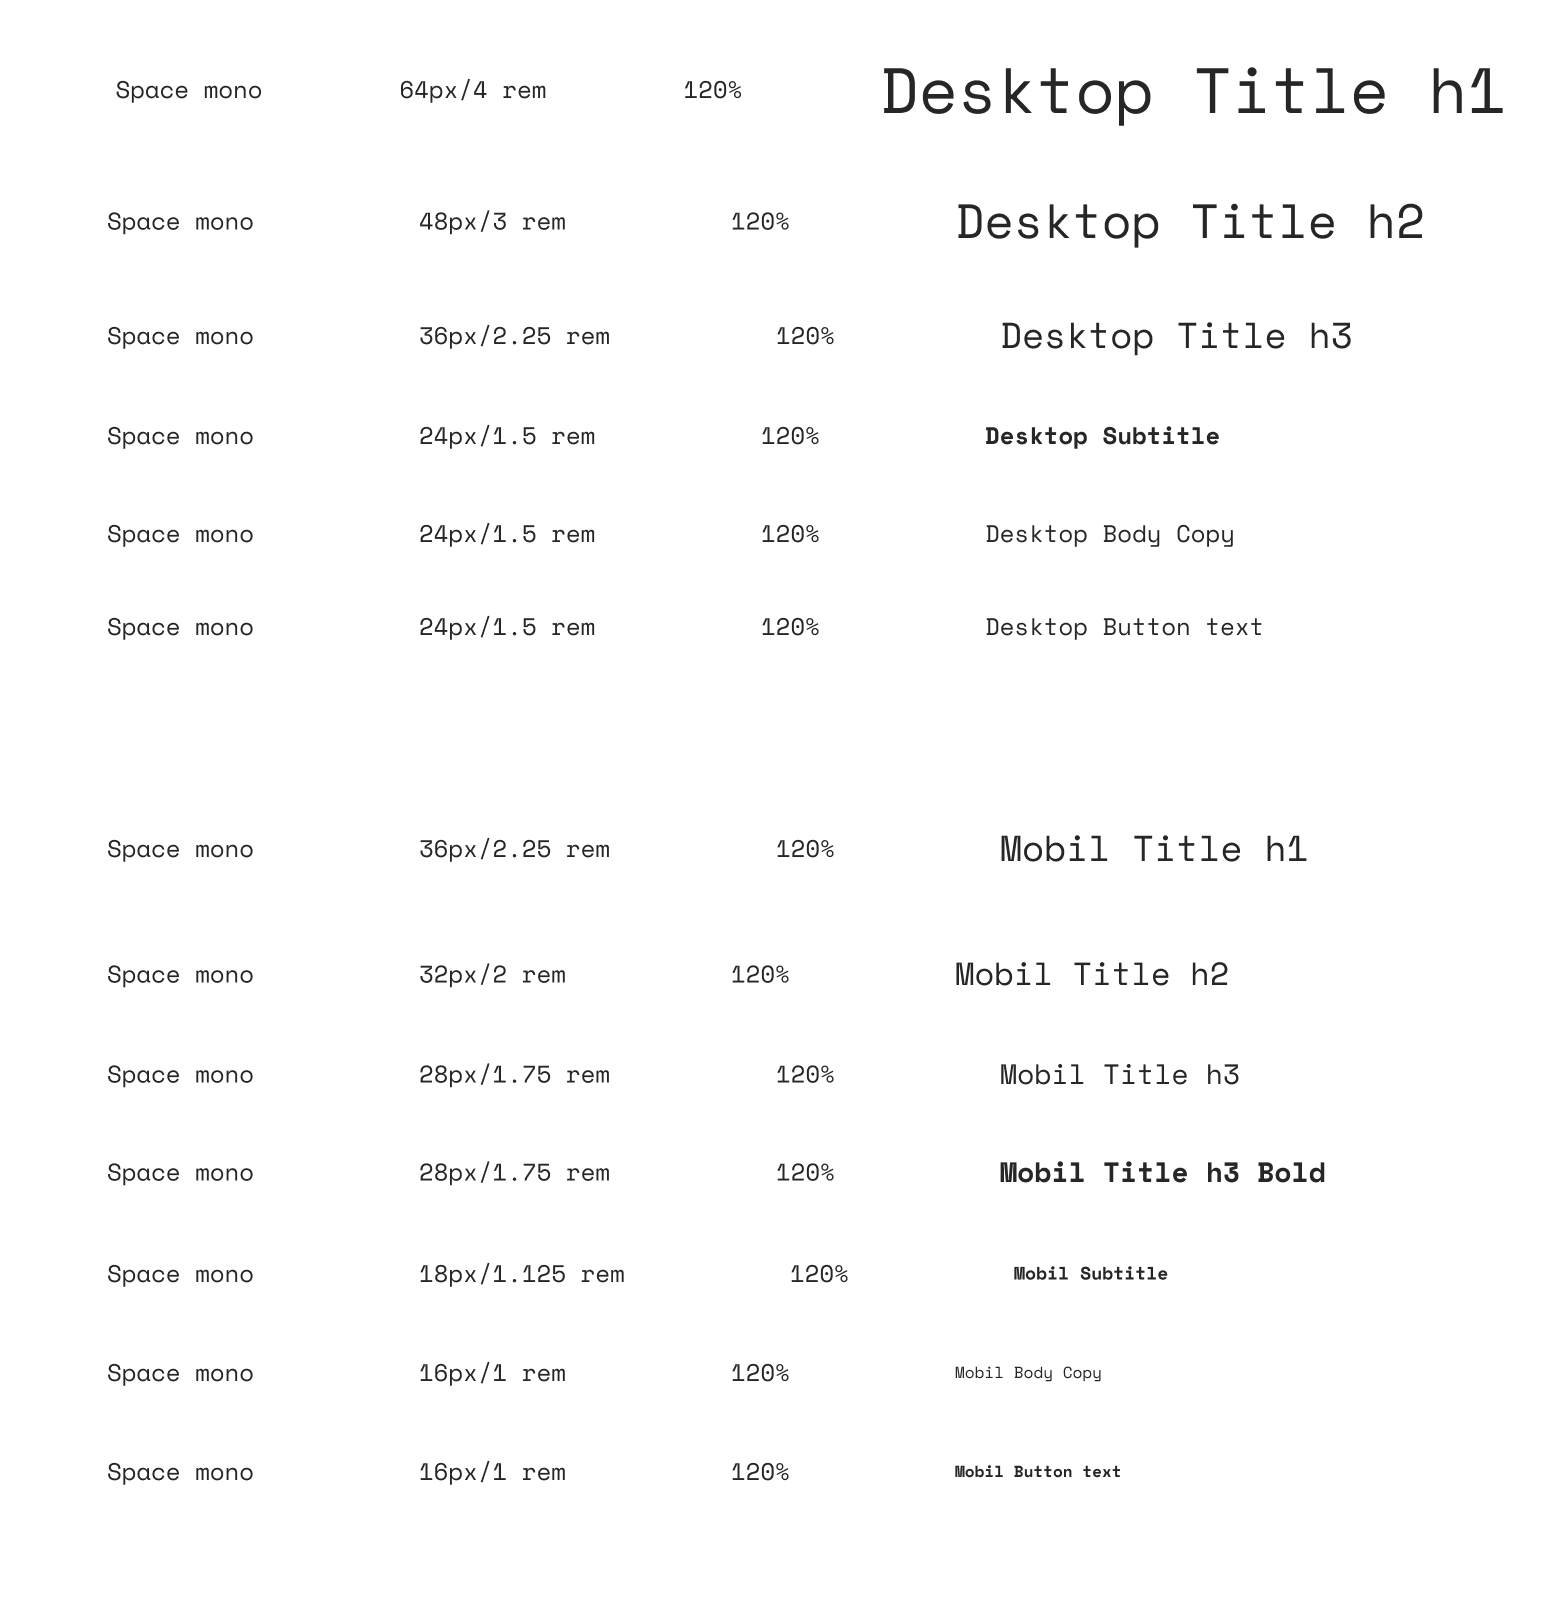 Space mono 64px/4 rem 120% Desktop Title h1
Space mono 48px/3 rem 120% Desktop Title h2
Space mono 36px/2.25 rem 120% Desktop Title h3
Space mono 24px/1.5 rem 120% Desktop Subtitle
Space mono 24px/1.5 rem 120% Desktop Body Copy
Space mono 24px/1.5 rem 120% Desktop Button text
Space mono 36px/2.25 rem 120% Mobil Title h1
Space mono 32px/2 rem 120% Mobil Title h2
Space mono 28px/1.75 rem 120% Mobil Title h3
Space mono 28px/1.75 rem 120% Mobil Title h3 Bold
Space mono 18px/1.125 rem 120% Mobil Subtitle
Space mono 16px/1 rem 120% Mobil Body Copy
Space mono 16px/1 rem 120% Mobil Button text